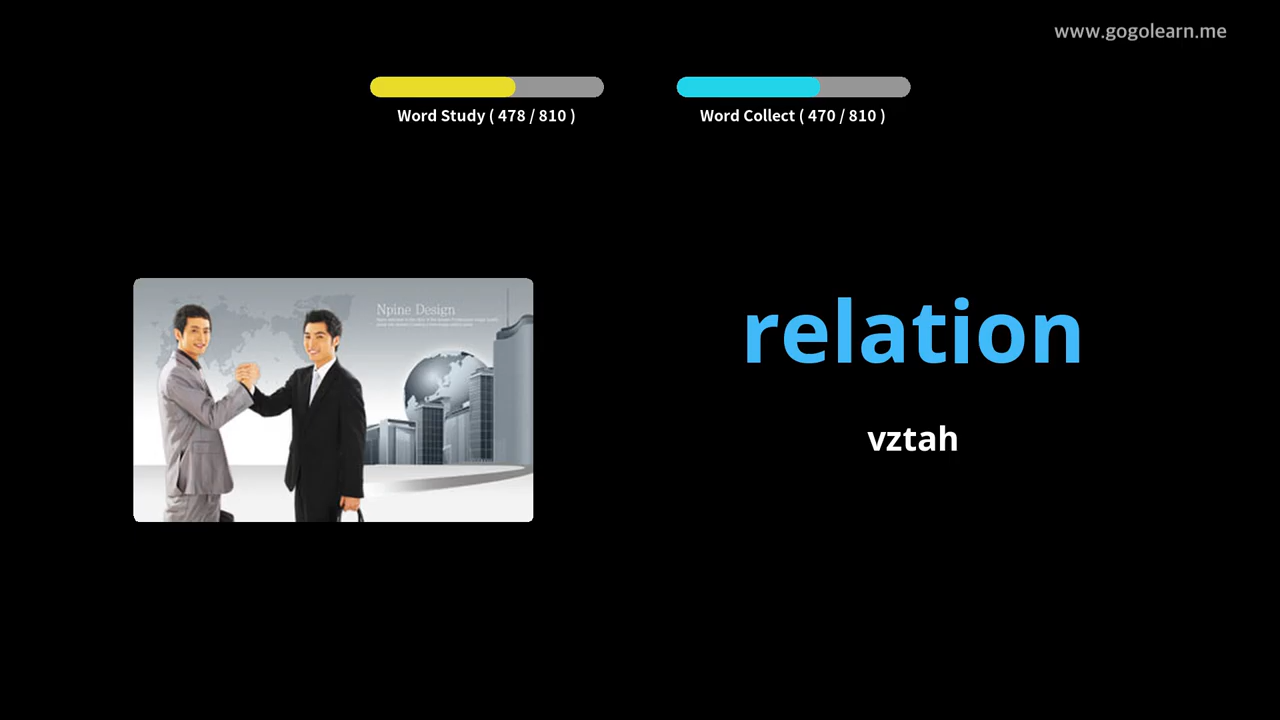 www.gogolearn.me
Word Study ( 478 / 810 )
Word Collect ( 470 / 810 )
Npine Design
relation
vztah